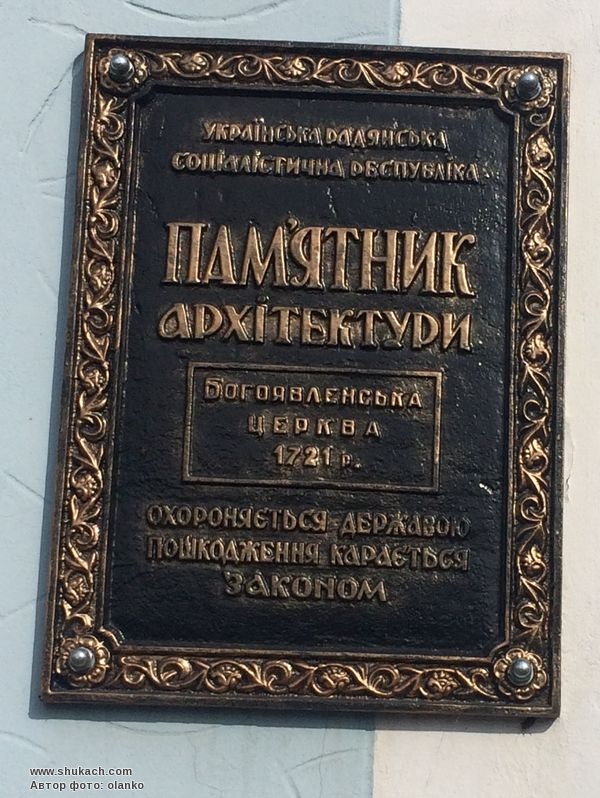 УКРАЇНСЬКА РАДЯНСЬКА
СОЦІАЛІСТИЧНА РЕСПУБЛІКА
ПАМ'ЯТНИК
АРХІТЕКТУРИ
БОГОЯВЛЕНСЬКА
ЦЕРКВА
1721 р.
ОХОРОНЯЄТЬСЯ ДЕРЖАВОЮ
ПОШКОДЖЕННЯ КАРАЄТЬСЯ
ЗАКОНОМ
www.shukach.com
Автор фото: olanko